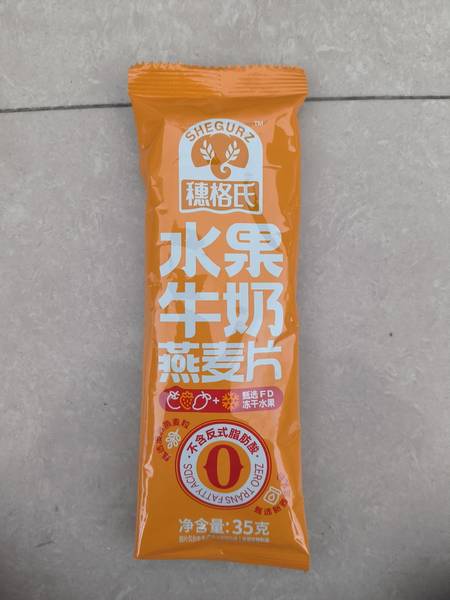 SHEGURZ
TM
穗格氏
水果
牛奶
燕麦片
+
甄选FD
冻干水果
不含反式脂肪酸
0
ZERO TRANS FATTY ACIDS
净含量:35克